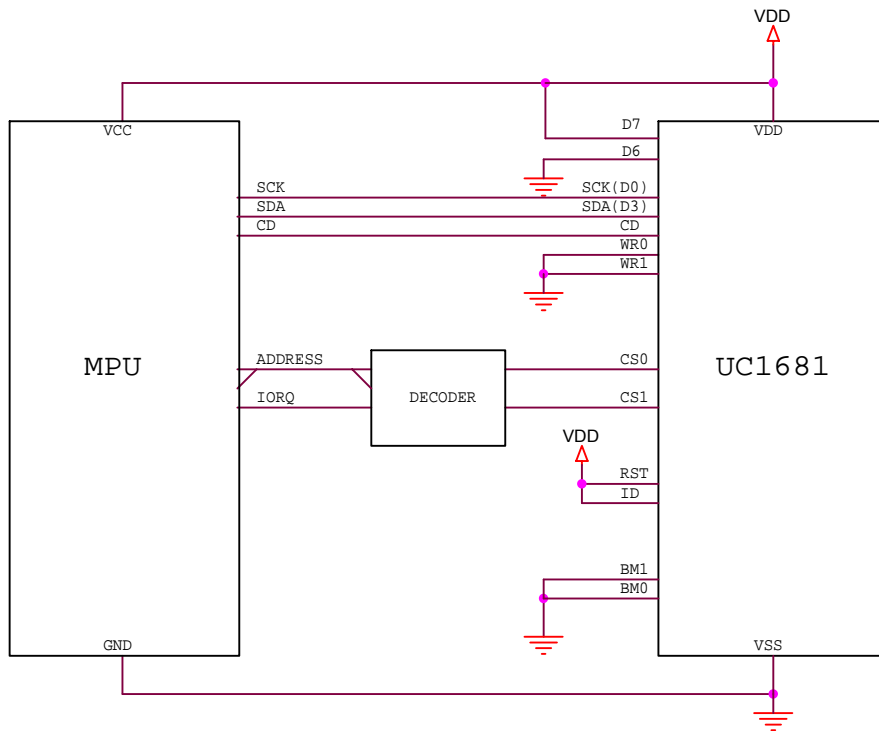 VDD
VCC
D7
VDD
D6
SCK
SCK(D0)
SDA
SDA(D3)
CD
CD
WR0
WR1
MPU
ADDRESS
CS0
UC1681
IORQ
DECODER
CS1
VDD
RST
ID
BM1
BM0
GND
VSS